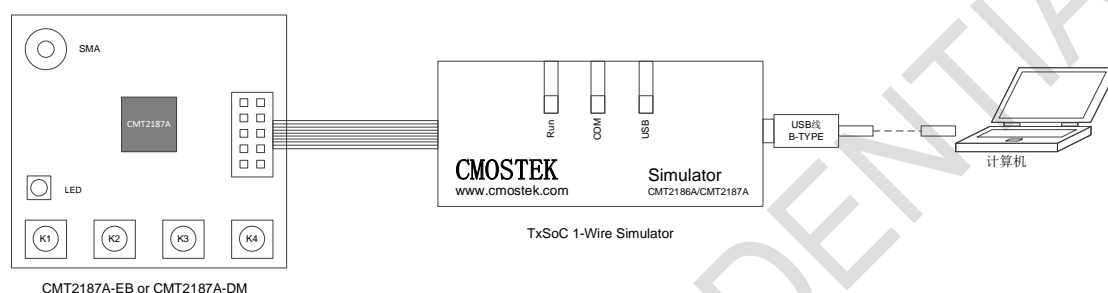 SMA
CMT2187A
LED
K1
K2
K3
K4
CMT2187A-EB or CMT2187A-DM
Run
COM
USB
CMOSTEK
www.cmostek.com
Simulator
CMT2186A/CMT2187A
TxSoC 1-Wire Simulator
USB线
B-TYPE
计算机
DENTIA